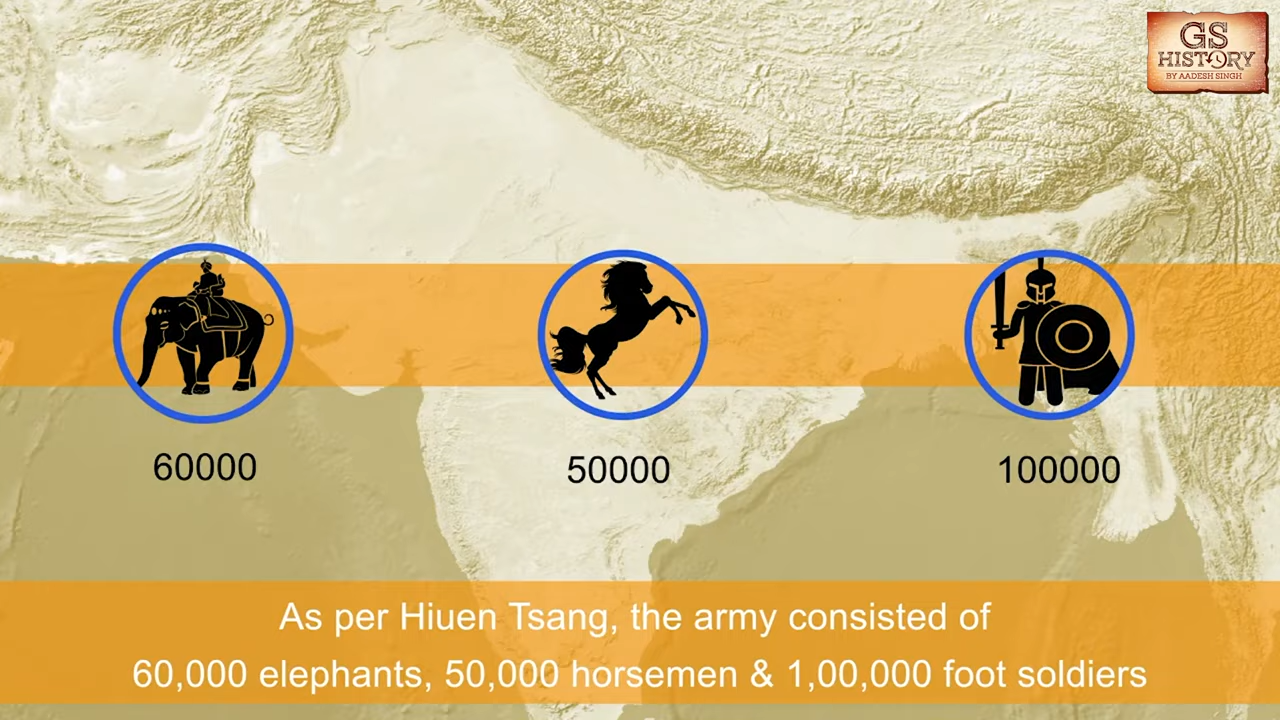 GS
HISTORY
BY AADESH SINGH
60000
50000
100000
As per Hiuen Tsang, the army consisted of
60,000 elephants, 50,000 horsemen & 1,00,000 foot soldiers